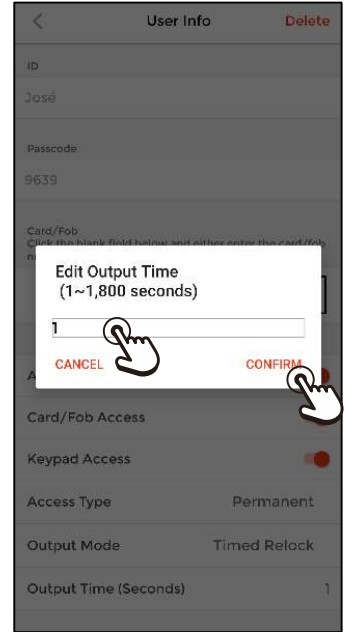 User Info
Delete
ID
José
Passcode
9639
Card/Fob
Click the blank field below and either enter the card/fob
Edit Output Time
(1~1,800 seconds)
1
CANCEL
CONFIRM
Card/Fob Access
Keypad Access
Access Type
Permanent
Output Mode
Timed Relock
Output Time (Seconds)
1